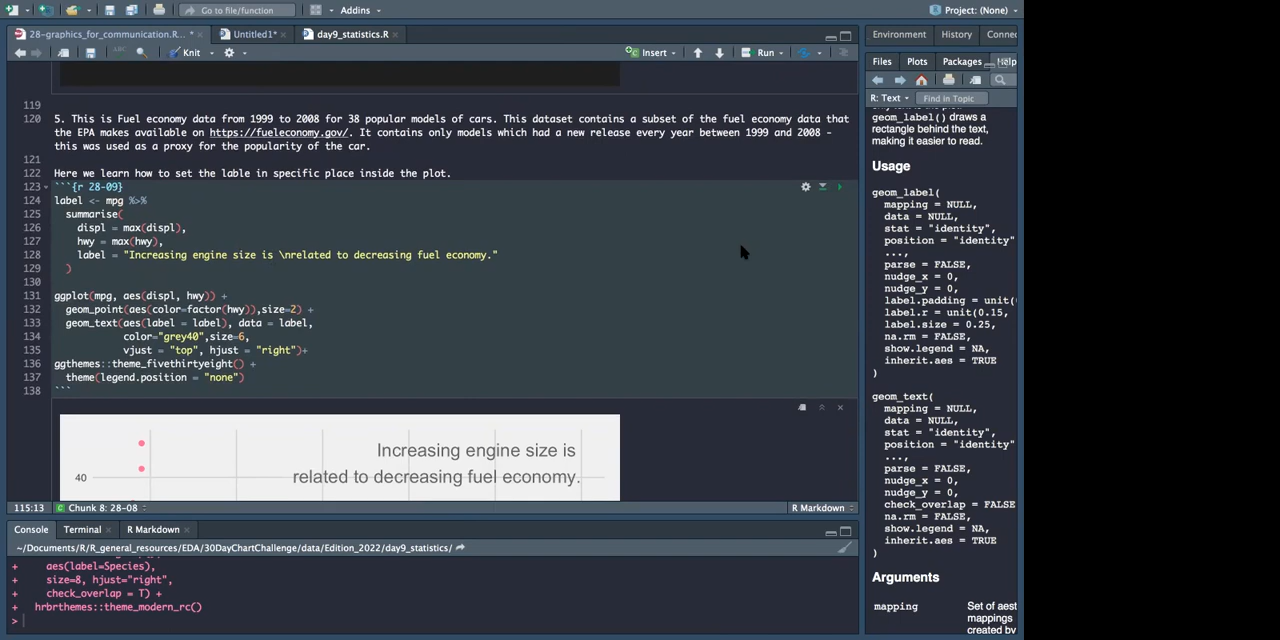 Go to file/function
Addins
Project: (None)
28-graphics_for_communication.R... *
Untitled1*
day9_statistics.R
Knit
Insert
Run
119
120 5. This is Fuel economy data from 1999 to 2008 for 38 popular models of cars. This dataset contains a subset of the fuel economy data that
the EPA makes available on https://fueleconomy.gov/. It contains only models which had a new release every year between 1999 and 2008 -
this was used as a proxy for the popularity of the car.
121
122 Here we learn how to set the lable in specific place inside the plot.
123 ```{r 28-09}
124 label <- mpg %>%
125 summarise(
126 displ = max(displ),
127 hwy = max(hwy),
128 label = "Increasing engine size is \nrelated to decreasing fuel economy."
129 )
130
131 ggplot(mpg, aes(displ, hwy)) +
132 geom_point(aes(color=factor(hwy)),size=2) +
133 geom_text(aes(label = label), data = label,
134 color="grey40",size=6,
135 vjust = "top", hjust = "right")+
136 ggthemes::theme_fivethirtyeight() +
137 theme(legend.position = "none")
138 ```
Increasing engine size is
related to decreasing fuel economy.
40
115:13
Chunk 8: 28-08
R Markdown
Console
Terminal
R Markdown
~/Documents/R/R_general_resources/EDA/30DayChartChallenge/data/Edition_2022/day9_statistics/
+ aes(label=Species),
+ size=8, hjust="right",
+ check_overlap = T) +
+ hrbrthemes::theme_modern_rc()
>
Environment
History
Connec
Files
Plots
Packages
Help
R: Text
Find in Topic
geom_label() draws a
rectangle behind the text,
making it easier to read.
Usage
geom_label(
mapping = NULL,
data = NULL,
stat = "identity",
position = "identity"
...,
parse = FALSE,
nudge_x = 0,
nudge_y = 0,
label.padding = unit(
label.r = unit(0.15,
label.size = 0.25,
na.rm = FALSE,
show.legend = NA,
inherit.aes = TRUE
)
geom_text(
mapping = NULL,
data = NULL,
stat = "identity",
position = "identity"
...,
parse = FALSE,
nudge_x = 0,
nudge_y = 0,
check_overlap = FALSE
na.rm = FALSE,
show.legend = NA,
inherit.aes = TRUE
)
Arguments
mapping
Set of aest
mappings
created by